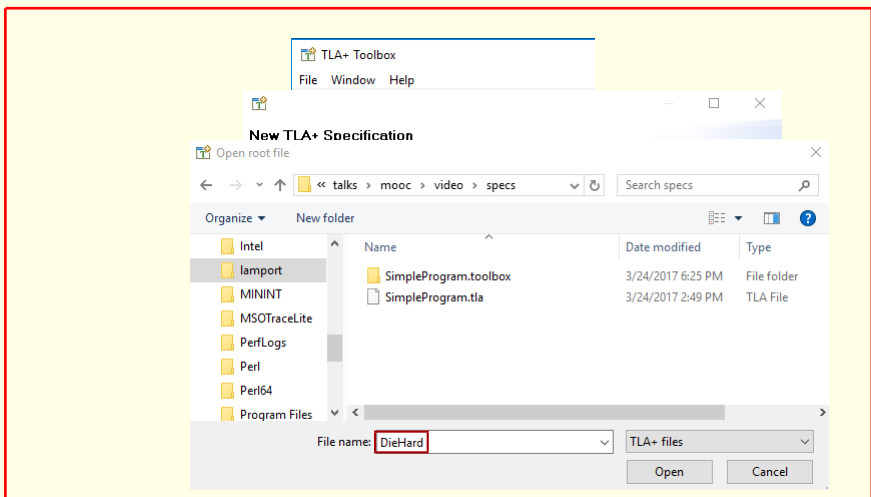 TLA+ Toolbox
File Window Help
New TLA+ Specification
Open root file
« talks › mooc › video › specs
Search specs
Organize
New folder
Name
Date modified
Type
Intel
lamport
MININT
MSOTraceLite
PerfLogs
Perl
Perl64
Program Files
SimpleProgram.toolbox 3/24/2017 6:25 PM File folder
SimpleProgram.tla 3/24/2017 2:49 PM TLA File
File name: DieHard
TLA+ files
Open
Cancel